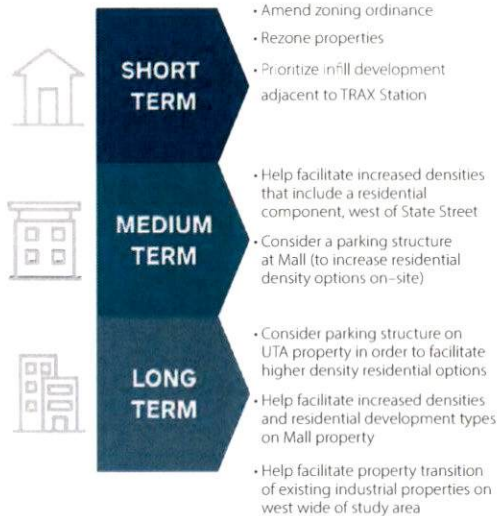 SHORT
TERM
• Amend zoning ordinance
• Rezone properties
• Prioritize infill development
adjacent to TRAX Station
MEDIUM
TERM
• Help facilitate increased densities
that include a residential
component, west of State Street
• Consider a parking structure
at Mall (to increase residential
density options on-site)
LONG
TERM
• Consider parking structure on
UTA property in order to facilitate
higher density residential options
• Help facilitate increased densities
and residential development types
on Mall property
• Help facilitate property transition
of existing industrial properties on
west wide of study area